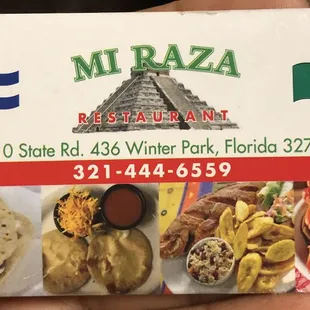 MI RAZA
RESTAURANT
0 State Rd. 436 Winter Park, Florida 327
321-444-6559